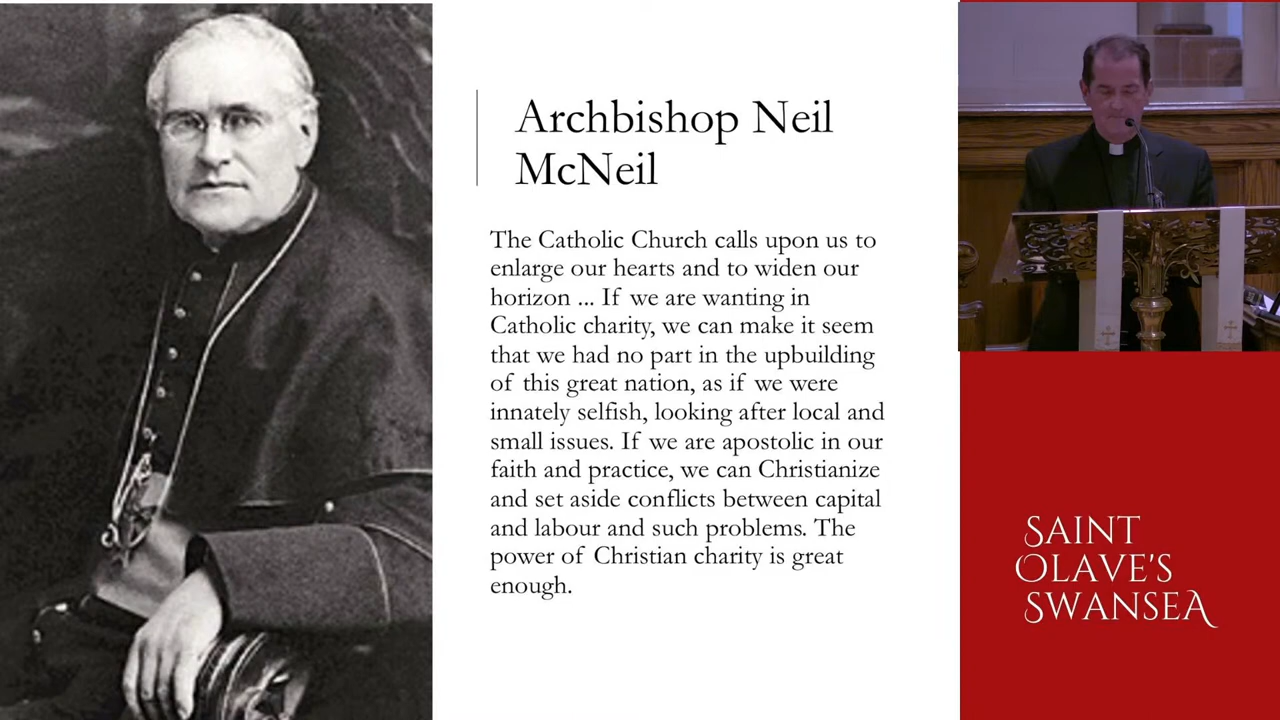 Archbishop Neil
McNeil
The Catholic Church calls upon us to
enlarge our hearts and to widen our
horizon ... If we are wanting in
Catholic charity, we can make it seem
that we had no part in the upbuilding
of this great nation, as if we were
innately selfish, looking after local and
small issues. If we are apostolic in our
faith and practice, we can Christianize
and set aside conflicts between capital
and labour and such problems. The
power of Christian charity is great
enough.
SAINT
OLAVE'S
SWANSEA